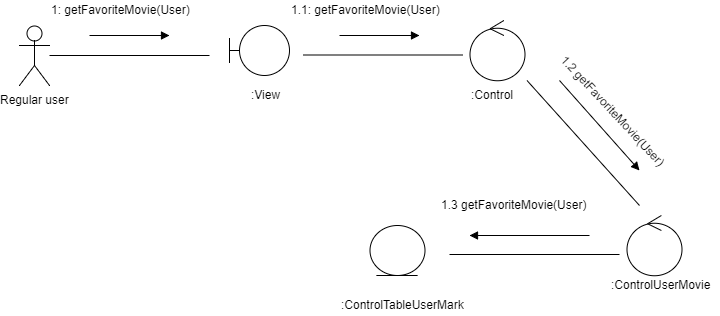 1: getFavoriteMovie(User)
1.1: getFavoriteMovie(User)
Regular user
:View
:Control
1.2 getFavoriteMovie(User)
1.3 getFavoriteMovie(User)
:ControlUserMovie
:ControlTableUserMark